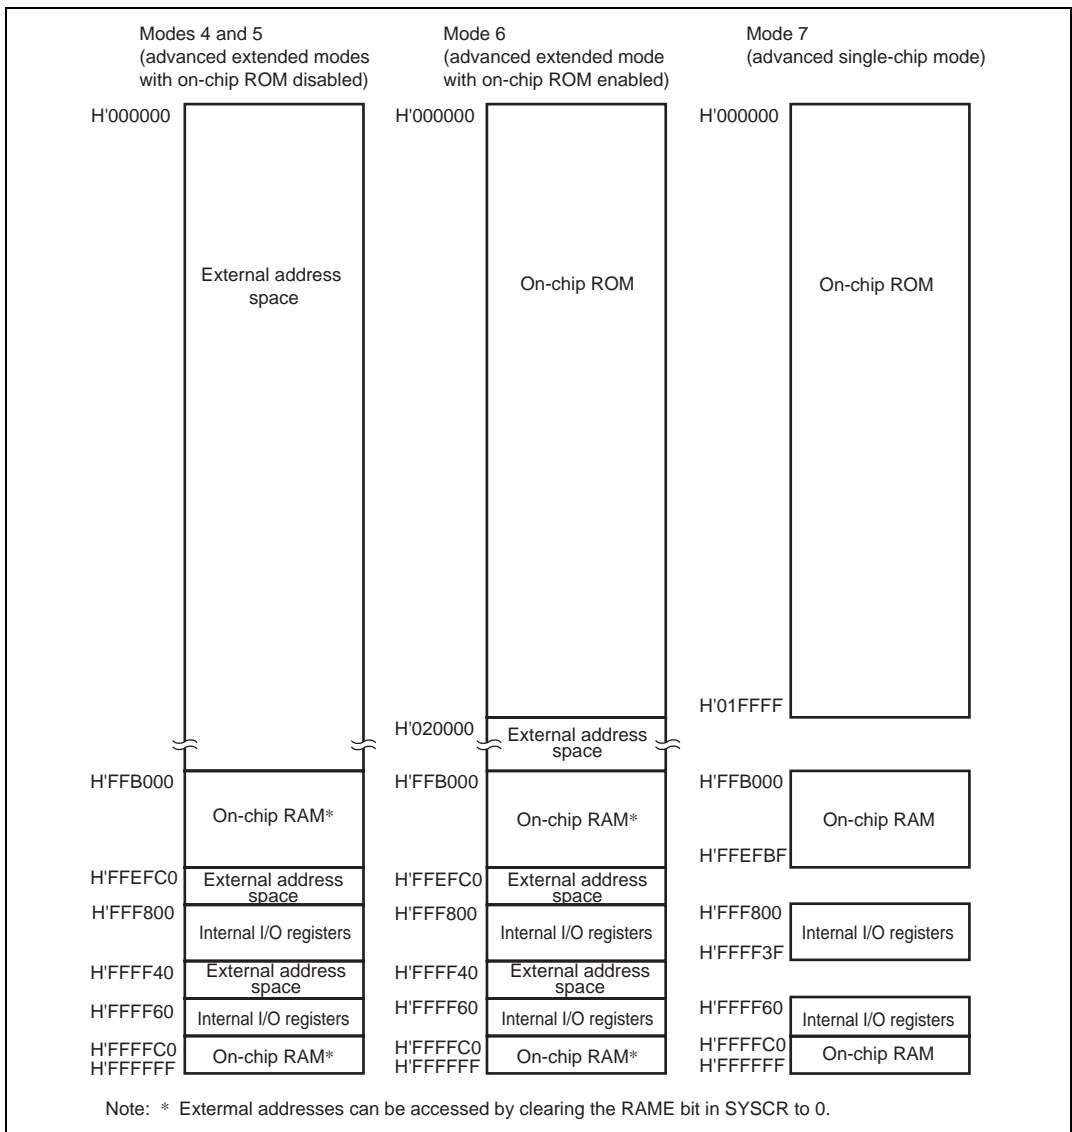 Modes 4 and 5
(advanced extended modes
with on-chip ROM disabled)
H'000000
External address
space
H'FFB000
On-chip RAM*
H'FFEFC0
External address
space
H'FFF800
Internal I/O registers
H'FFFF40
External address
space
H'FFFF60
Internal I/O registers
H'FFFFC0
On-chip RAM*
H'FFFFFF
Mode 6
(advanced extended mode
with on-chip ROM enabled)
H'000000
On-chip ROM
H'020000
External address
space
H'FFB000
On-chip RAM*
H'FFEFC0
External address
space
H'FFF800
Internal I/O registers
H'FFFF40
External address
space
H'FFFF60
Internal I/O registers
H'FFFFC0
On-chip RAM*
H'FFFFFF
Mode 7
(advanced single-chip mode)
H'000000
On-chip ROM
H'01FFFF
H'FFB000
On-chip RAM
H'FFEFBF
H'FFF800
Internal I/O registers
H'FFFF3F
H'FFFF60
Internal I/O registers
H'FFFFC0
On-chip RAM
H'FFFFFF
Note: * Extermal addresses can be accessed by clearing the RAME bit in SYSCR to 0.